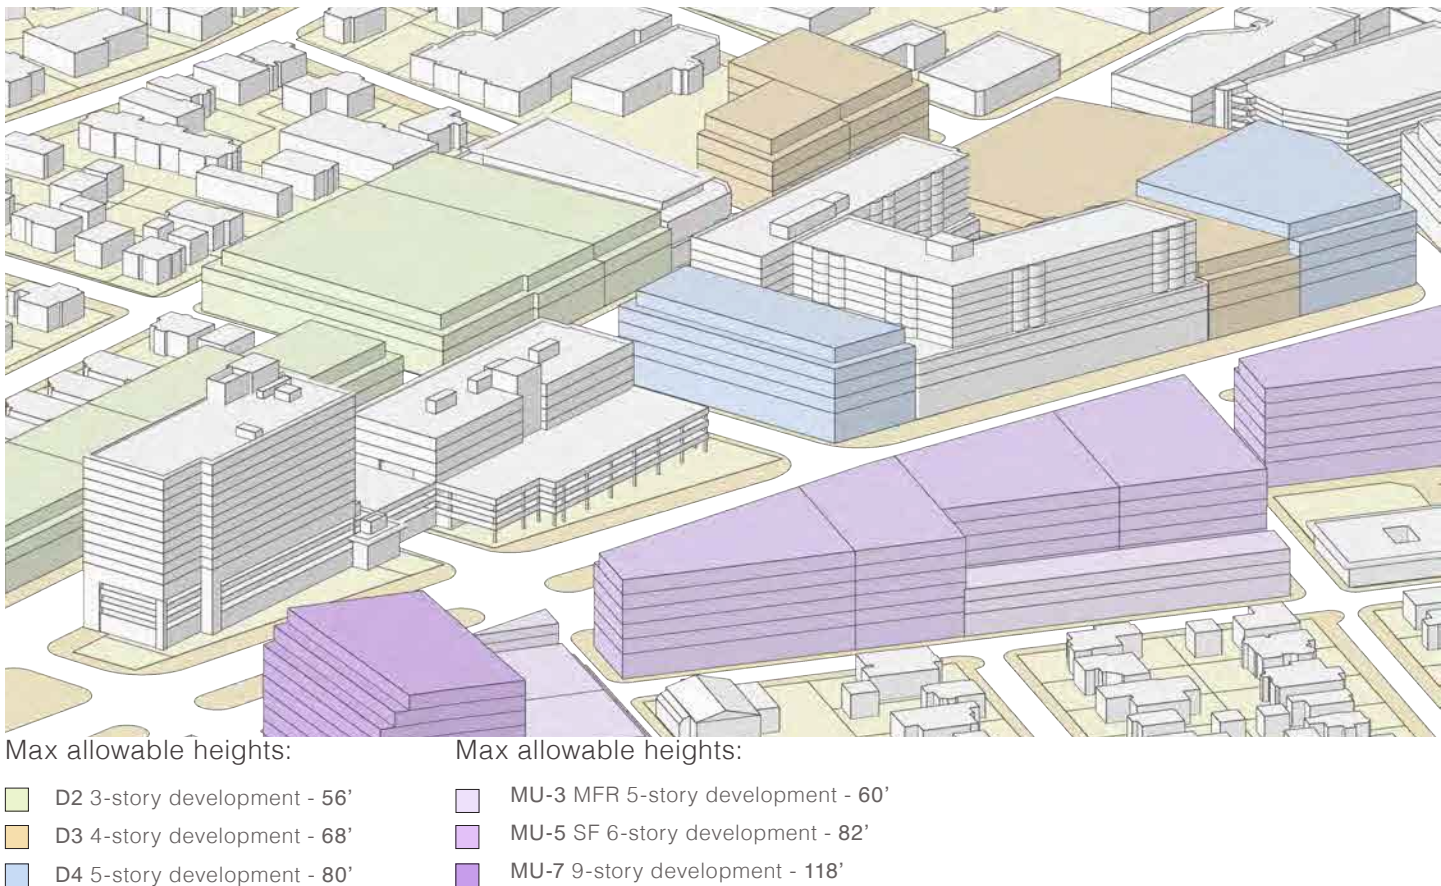 Max allowable heights:
D2 3-story development - 56’
D3 4-story development - 68’
D4 5-story development - 80’
Max allowable heights:
MU-3 MFR 5-story development - 60’
MU-5 SF 6-story development - 82’
MU-7 9-story development - 118’